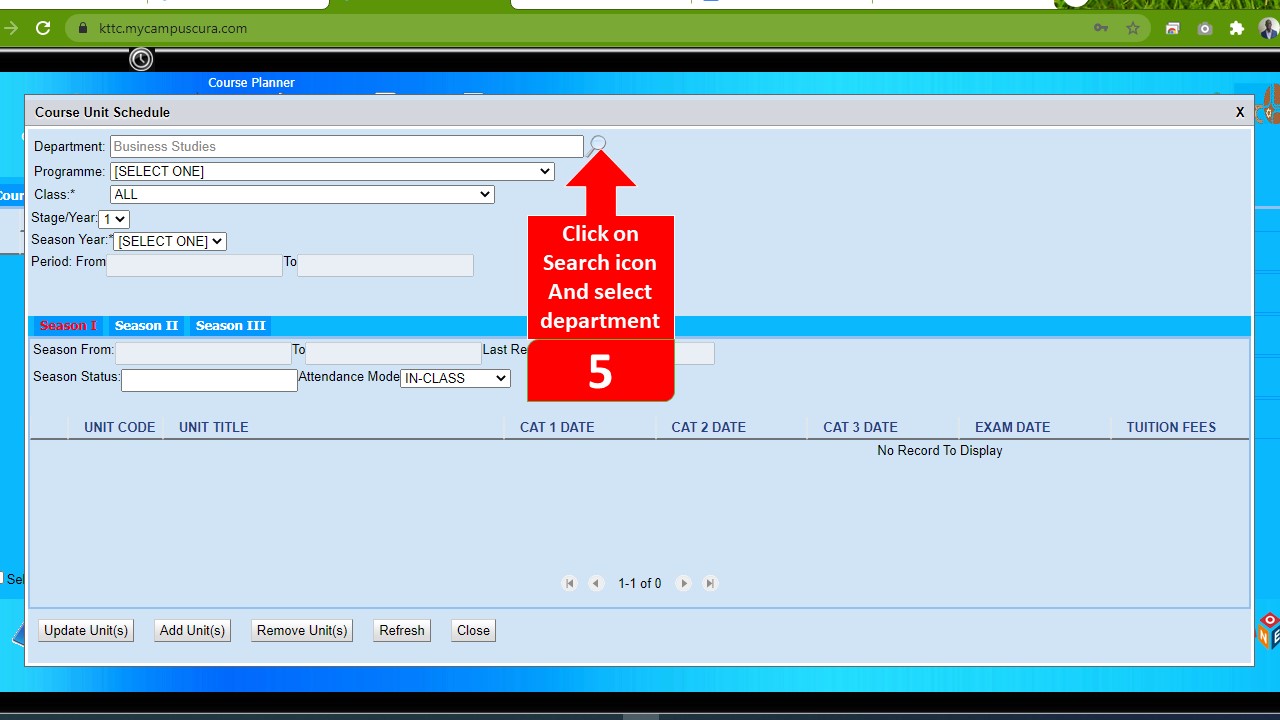 kttc.mycampuscura.com
Course Planner
Course Unit Schedule X
Department: Business Studies
Programme: [SELECT ONE]
Class:* ALL
Stage/Year: 1
Season Year:* [SELECT ONE]
Period: From To
Click on
Search icon
And select
department
5
Season I Season II Season III
Season From: To Last Re
Season Status: Attendance Mode IN-CLASS
UNIT CODE UNIT TITLE CAT 1 DATE CAT 2 DATE CAT 3 DATE EXAM DATE TUITION FEES
No Record To Display
1-1 of 0
Update Unit(s) Add Unit(s) Remove Unit(s) Refresh Close
Cour
Sel